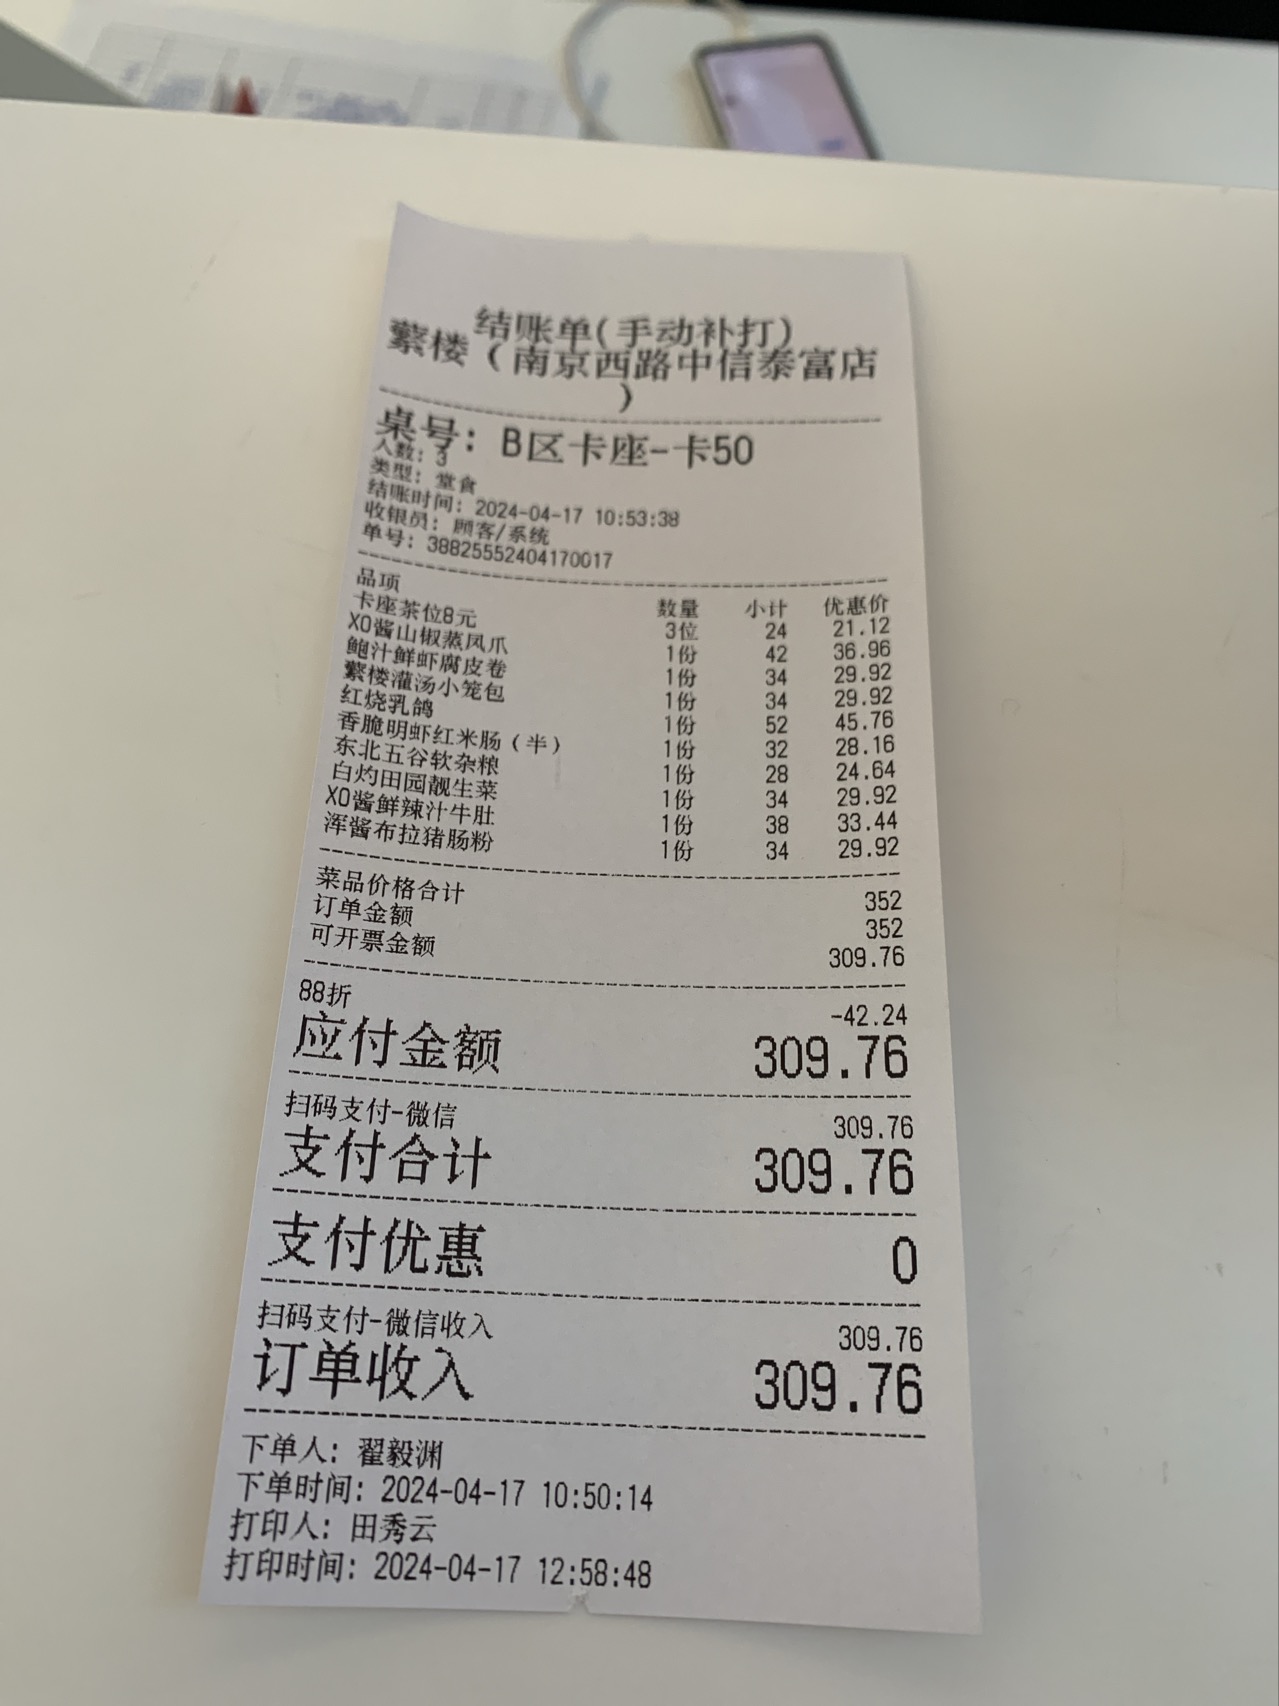 结账单(手动补打)
蘩楼（南京西路中信泰富店
）
桌号: B区卡座-卡50
人数: 3
类型: 堂食
结账时间: 2024-04-17 10:53:38
收银员: 顾客/系统
单号: 38825552404170017
品项 数量 小计 优惠价
卡座茶位8元 3位 24 21.12
XO酱山椒蒸凤爪 1份 42 36.96
鲍汁鲜虾腐皮卷 1份 34 29.92
蘩楼灌汤小笼包 1份 34 29.92
红烧乳鸽 1份 52 45.76
香脆明虾红米肠（半） 1份 32 28.16
东北五谷软杂粮 1份 28 24.64
白灼田园靓生菜 1份 34 29.92
XO酱鲜辣汁牛肚 1份 38 33.44
浑酱布拉猪肠粉 1份 34 29.92
菜品价格合计 352
订单金额 352
可开票金额 309.76
88折 -42.24
应付金额 309.76
扫码支付-微信 309.76
支付合计 309.76
支付优惠 0
扫码支付-微信收入 309.76
订单收入 309.76
下单人: 翟毅渊
下单时间: 2024-04-17 10:50:14
打印人: 田秀云
打印时间: 2024-04-17 12:58:48